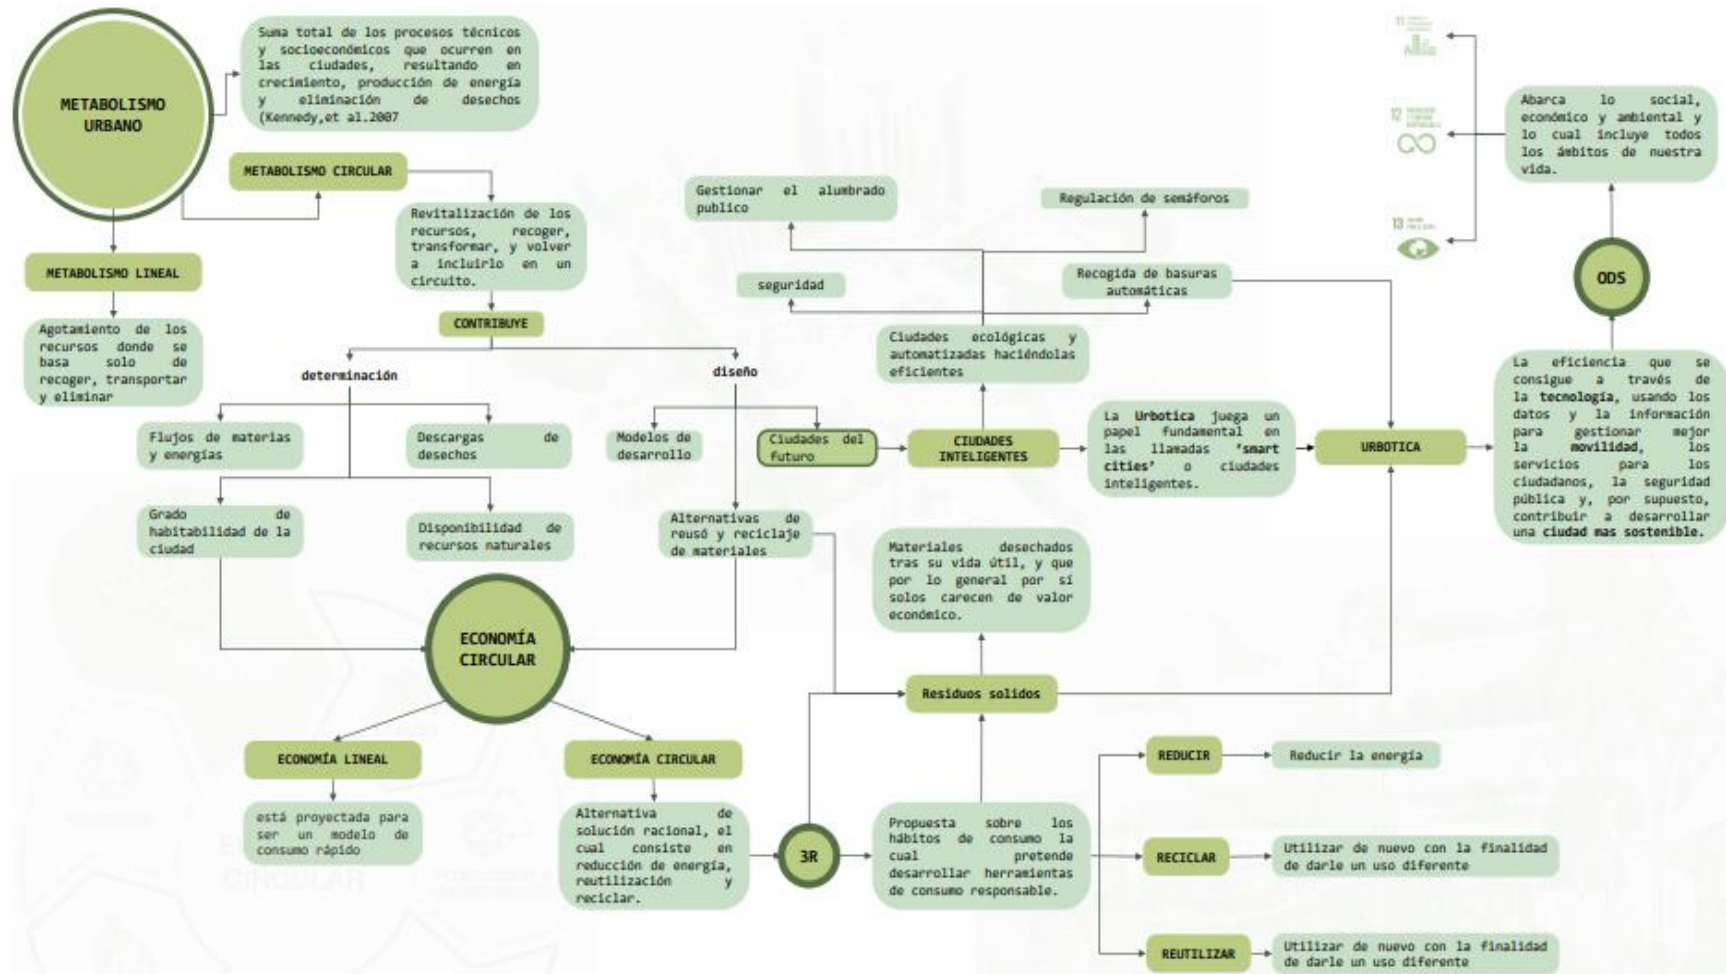 METABOLISMO
URBANO
Suma total de los procesos técnicos
y socioeconómicos que ocurren en
las ciudades, resultando en
crecimiento, producción de energía
y eliminación de desechos
(Kennedy,et al.2007
METABOLISMO CIRCULAR
Revitalización de los
recursos, recoger,
transformar, y volver
a incluirlo en un
circuito.
METABOLISMO LINEAL
Agotamiento de los
recursos donde se
basa solo de
recoger, transportar
y eliminar
CONTRIBUYE
determinación
diseño
Flujos de materias
y energías
Descargas de
desechos
Grado de
habitabilidad de la
ciudad
Disponibilidad de
recursos naturales
Modelos de
desarrollo
Ciudades del
futuro
Alternativas de
reusó y reciclaje
de materiales
Gestionar el alumbrado
publico
Regulación de semáforos
seguridad
Recogida de basuras
automáticas
Ciudades ecológicas y
automatizadas haciéndolas
eficientes
CIUDADES
INTELIGENTES
La Urbotica juega un
papel fundamental en
las llamadas 'smart
cities' o ciudades
inteligentes.
URBOTICA
La eficiencia que se
consigue a través de
la tecnología, usando los
datos y la información
para gestionar mejor
la movilidad, los
servicios para los
ciudadanos, la seguridad
pública y, por supuesto,
contribuir a desarrollar
una ciudad mas sostenible.
ODS
Abarca lo social,
económico y ambiental y
lo cual incluye todos
los ámbitos de nuestra
vida.
11
12
13
ECONOMÍA
CIRCULAR
ECONOMÍA LINEAL
está proyectada para
ser un modelo de
consumo rápido
ECONOMÍA CIRCULAR
Alternativa de
solución racional, el
cual consiste en
reducción de energía,
reutilización y
reciclar.
3R
Propuesta sobre los
hábitos de consumo la
cual pretende
desarrollar herramientas
de consumo responsable.
Residuos solidos
Materiales desechados
tras su vida útil, y que
por lo general por sí
solos carecen de valor
económico.
REDUCIR
Reducir la energía
RECICLAR
Utilizar de nuevo con la finalidad
de darle un uso diferente
REUTILIZAR
Utilizar de nuevo con la finalidad
de darle un uso diferente
CIRCULAR